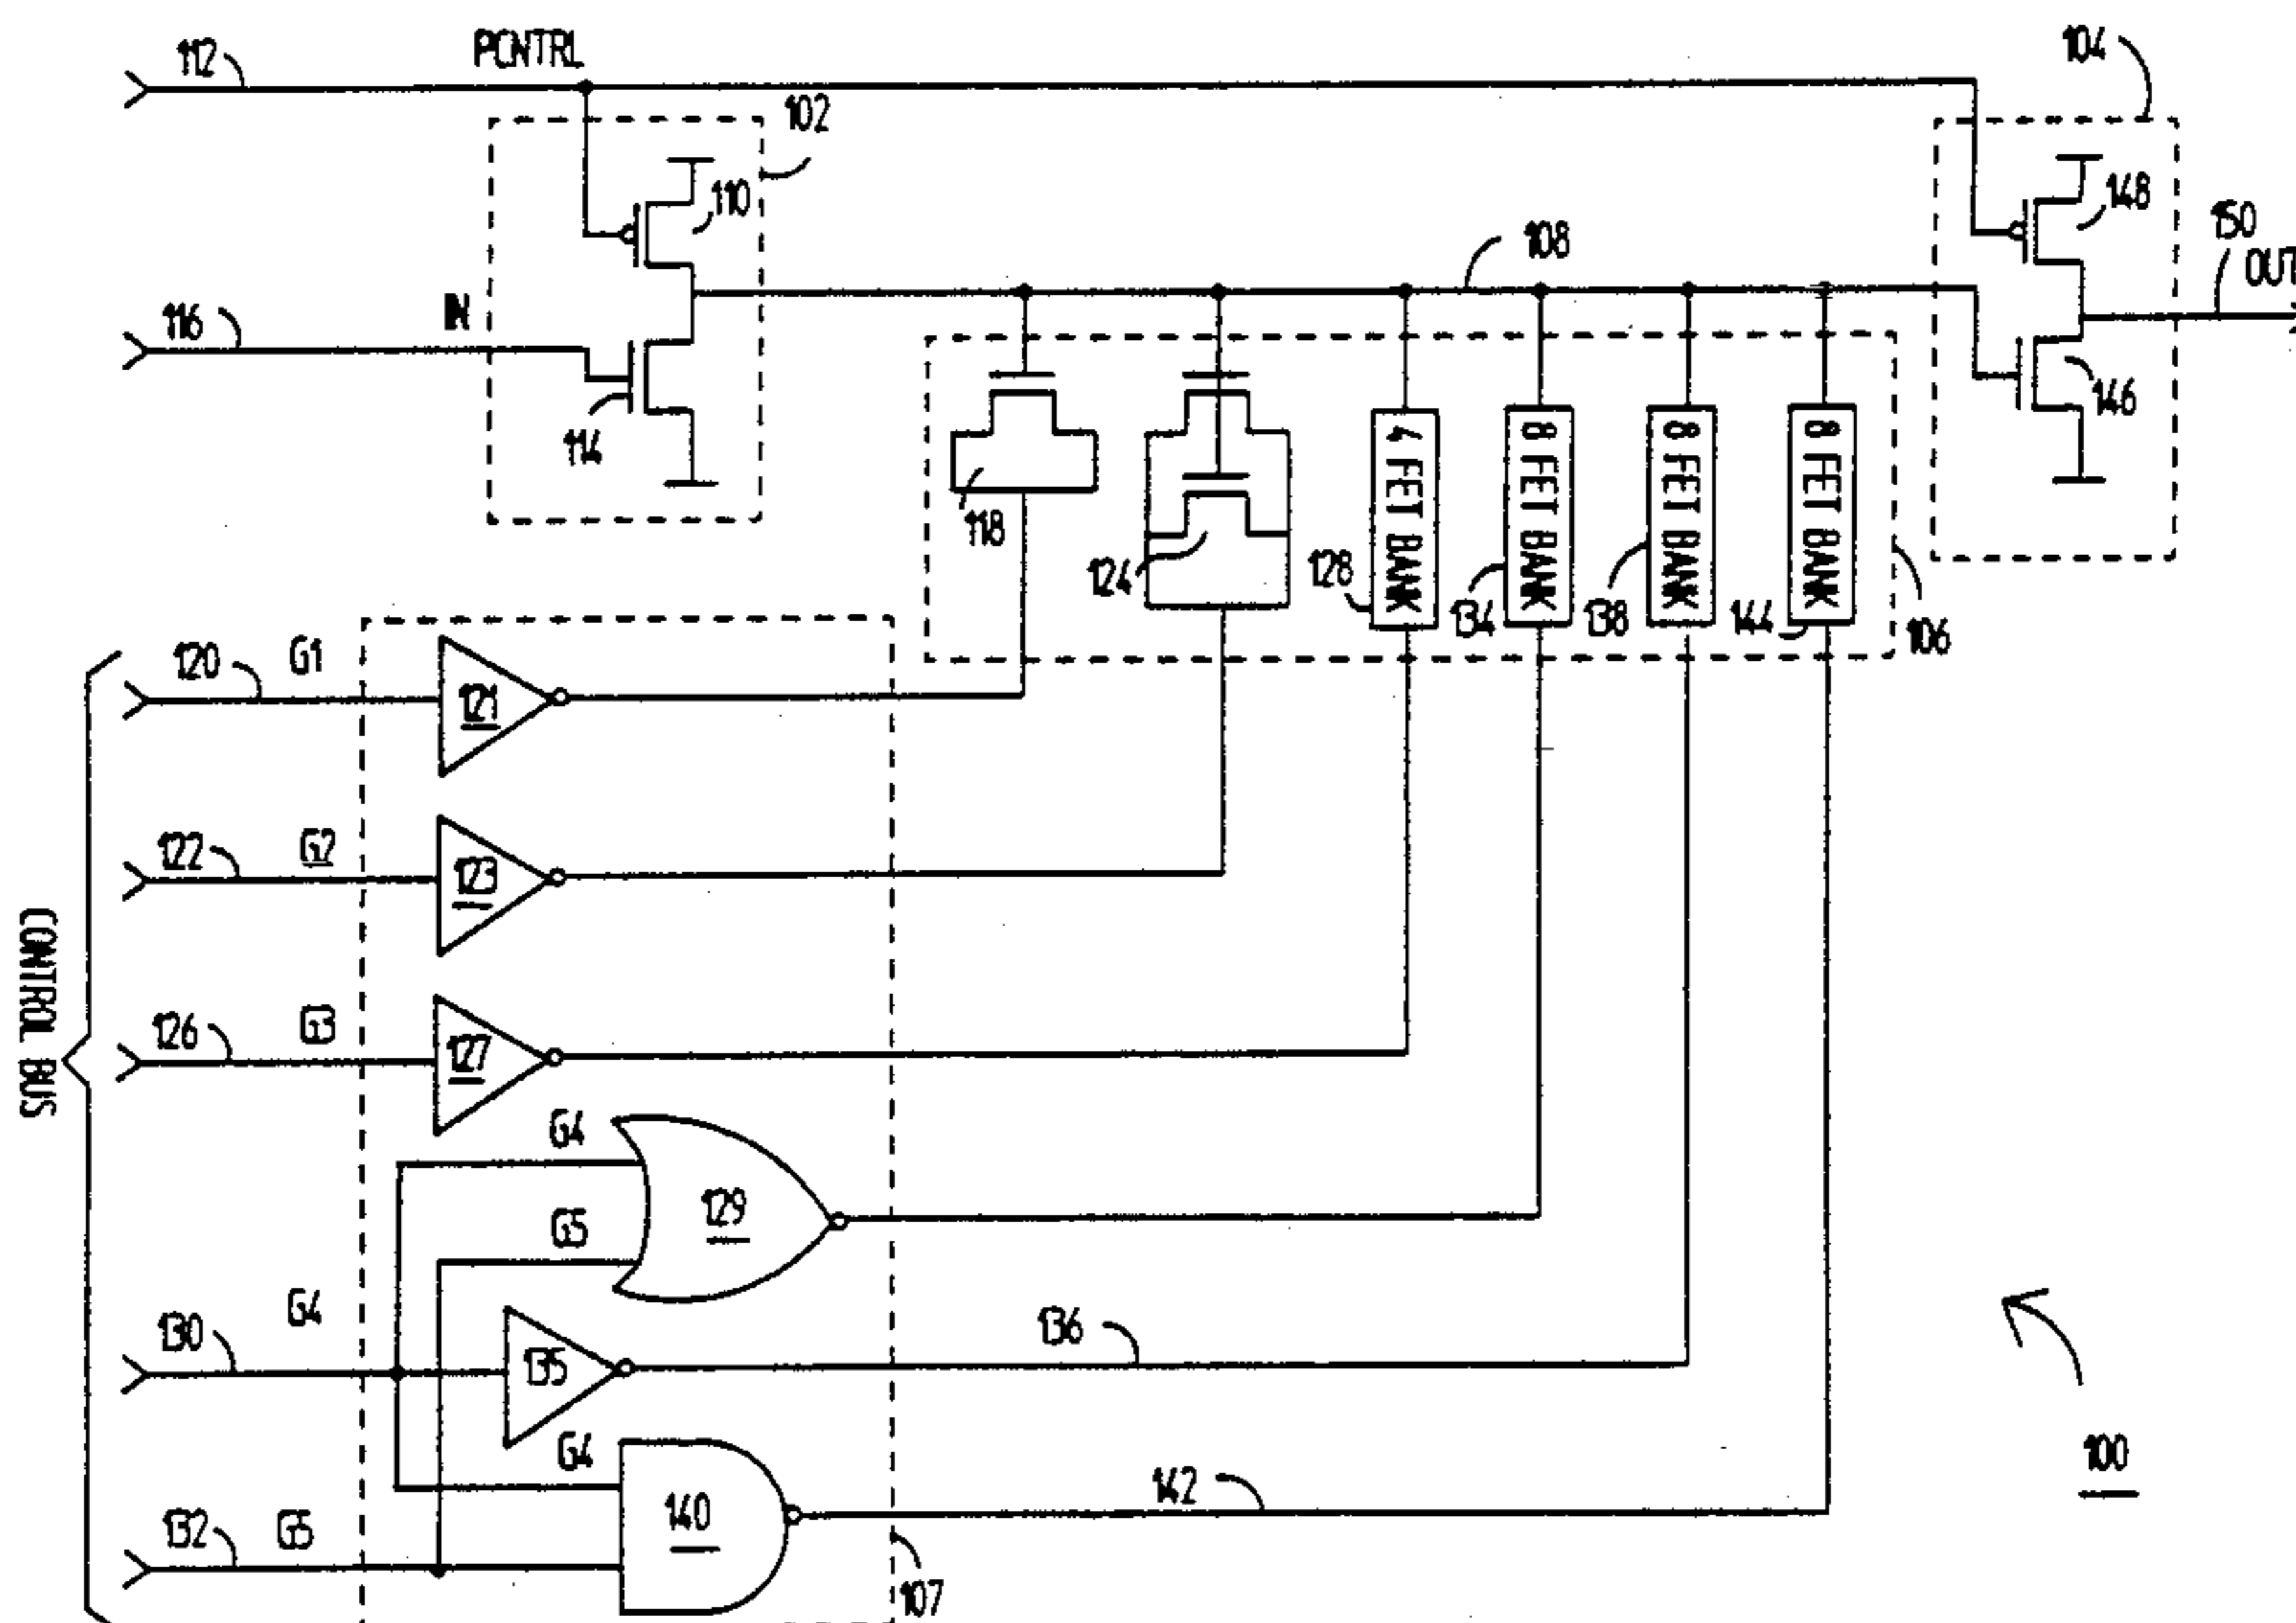 112
PCNTRL
104
102
110
148
150
OUT
108
116
IN
114
146
118
124
128
4 FET BANK
134
8 FET BANK
138
8 FET BANK
144
8 FET BANK
106
120
G1
121
122
G2
123
126
G3
127
CONTROL BUS
G4
129
G5
130
G4
135
136
G4
140
142
132
G5
107
100